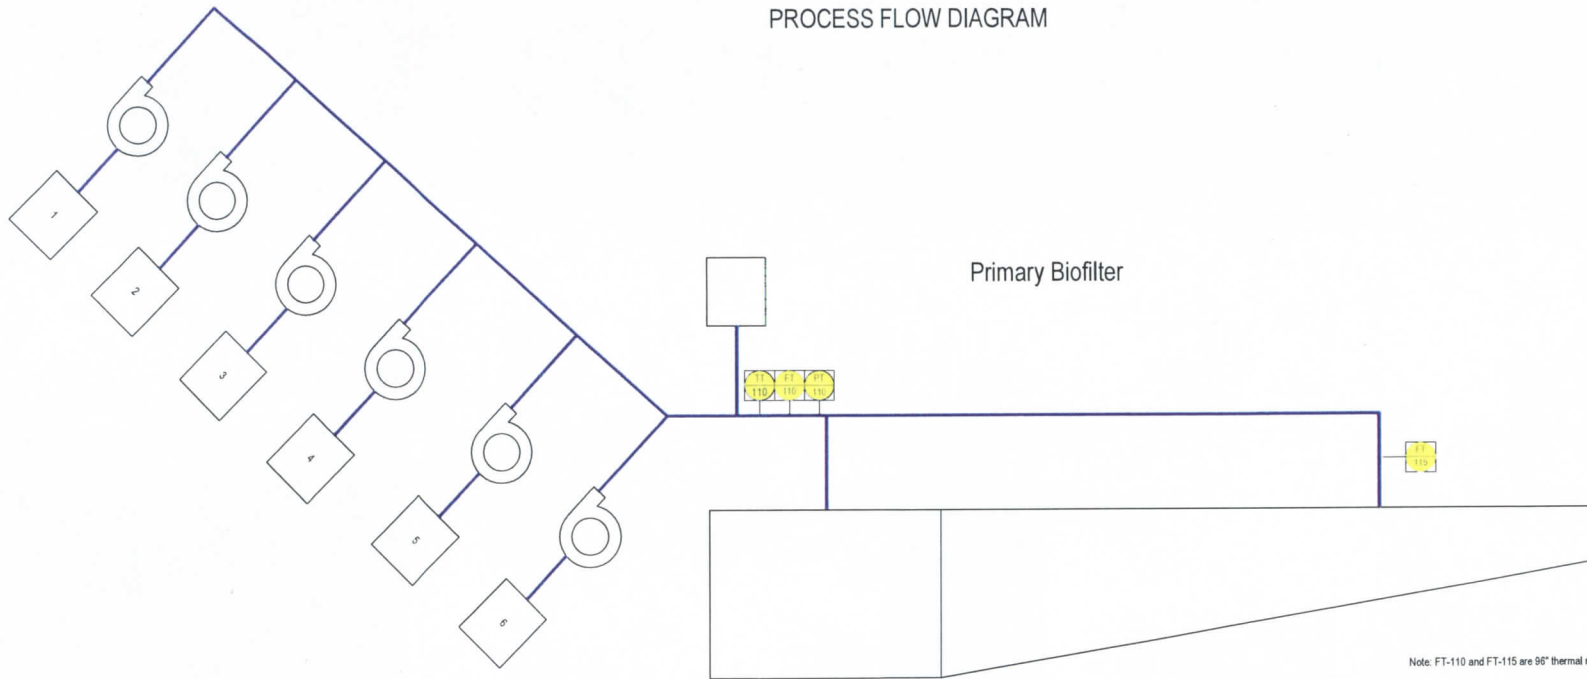 PROCESS FLOW DIAGRAM
1
2
3
4
5
6
Primary Biofilter
TT
110
FT
110
PT
110
FT
115
Note: FT-110 and FT-115 are 96" thermal